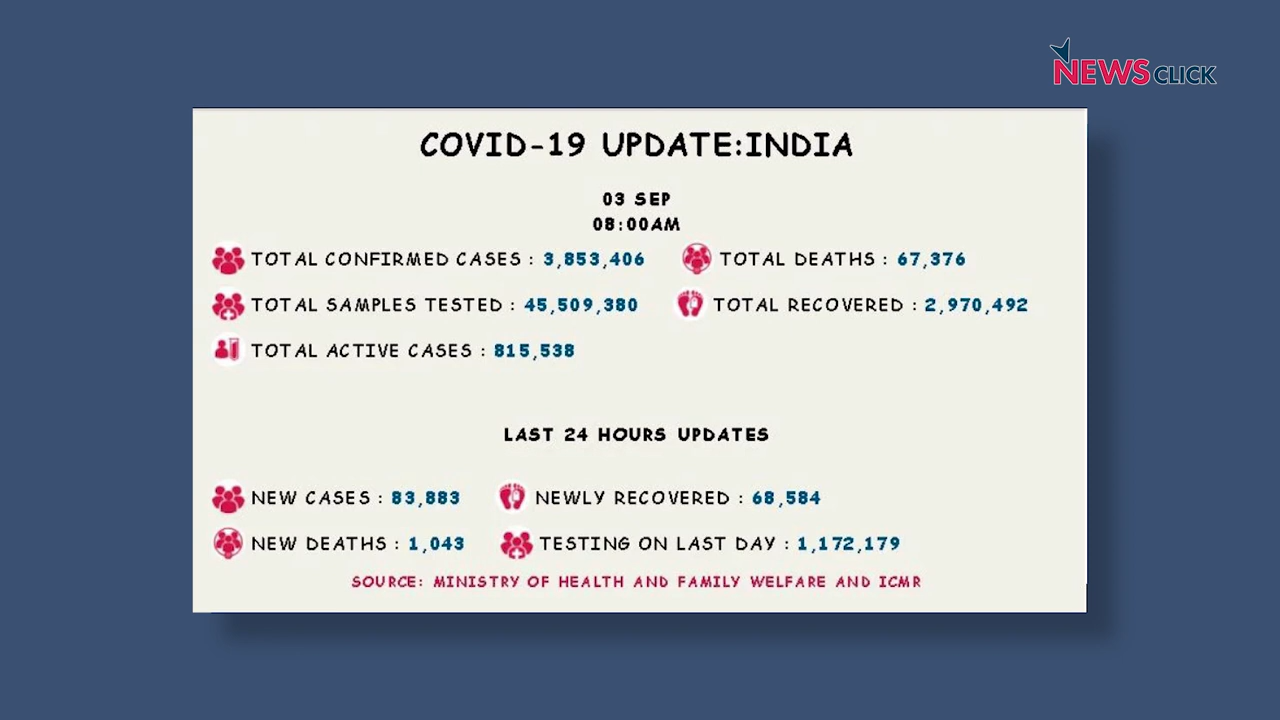 NEWSCLICK
COVID-19 UPDATE:INDIA
03 SEP
08:00AM
TOTAL CONFIRMED CASES : 3,853,406 TOTAL DEATHS : 67,376
TOTAL SAMPLES TESTED : 45,509,380 TOTAL RECOVERED : 2,970,492
TOTAL ACTIVE CASES : 815,538
LAST 24 HOURS UPDATES
NEW CASES : 83,883 NEWLY RECOVERED : 68,584
NEW DEATHS : 1,043 TESTING ON LAST DAY : 1,172,179
SOURCE: MINISTRY OF HEALTH AND FAMILY WELFARE AND ICMR